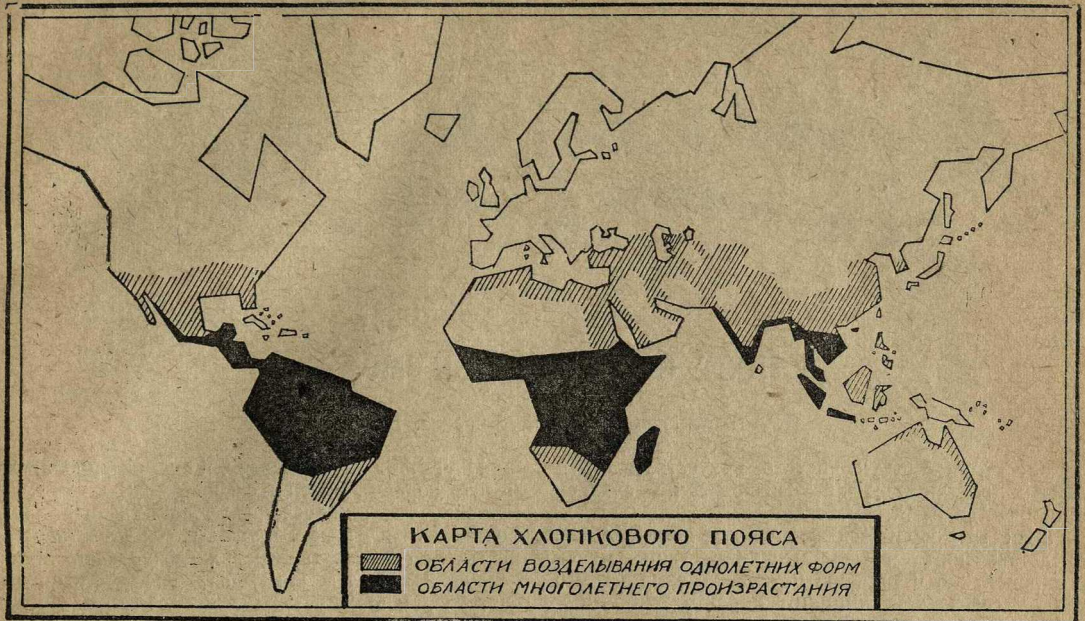 КАРТА ХЛОПКОВОГО ПОЯСА
ОБЛАСТИ ВОЗДЕЛЫВАНИЯ ОДНОЛЕТНИХ ФОРМ
ОБЛАСТИ МНОГОЛЕТНЕГО ПРОИЗРАСТАНИЯ